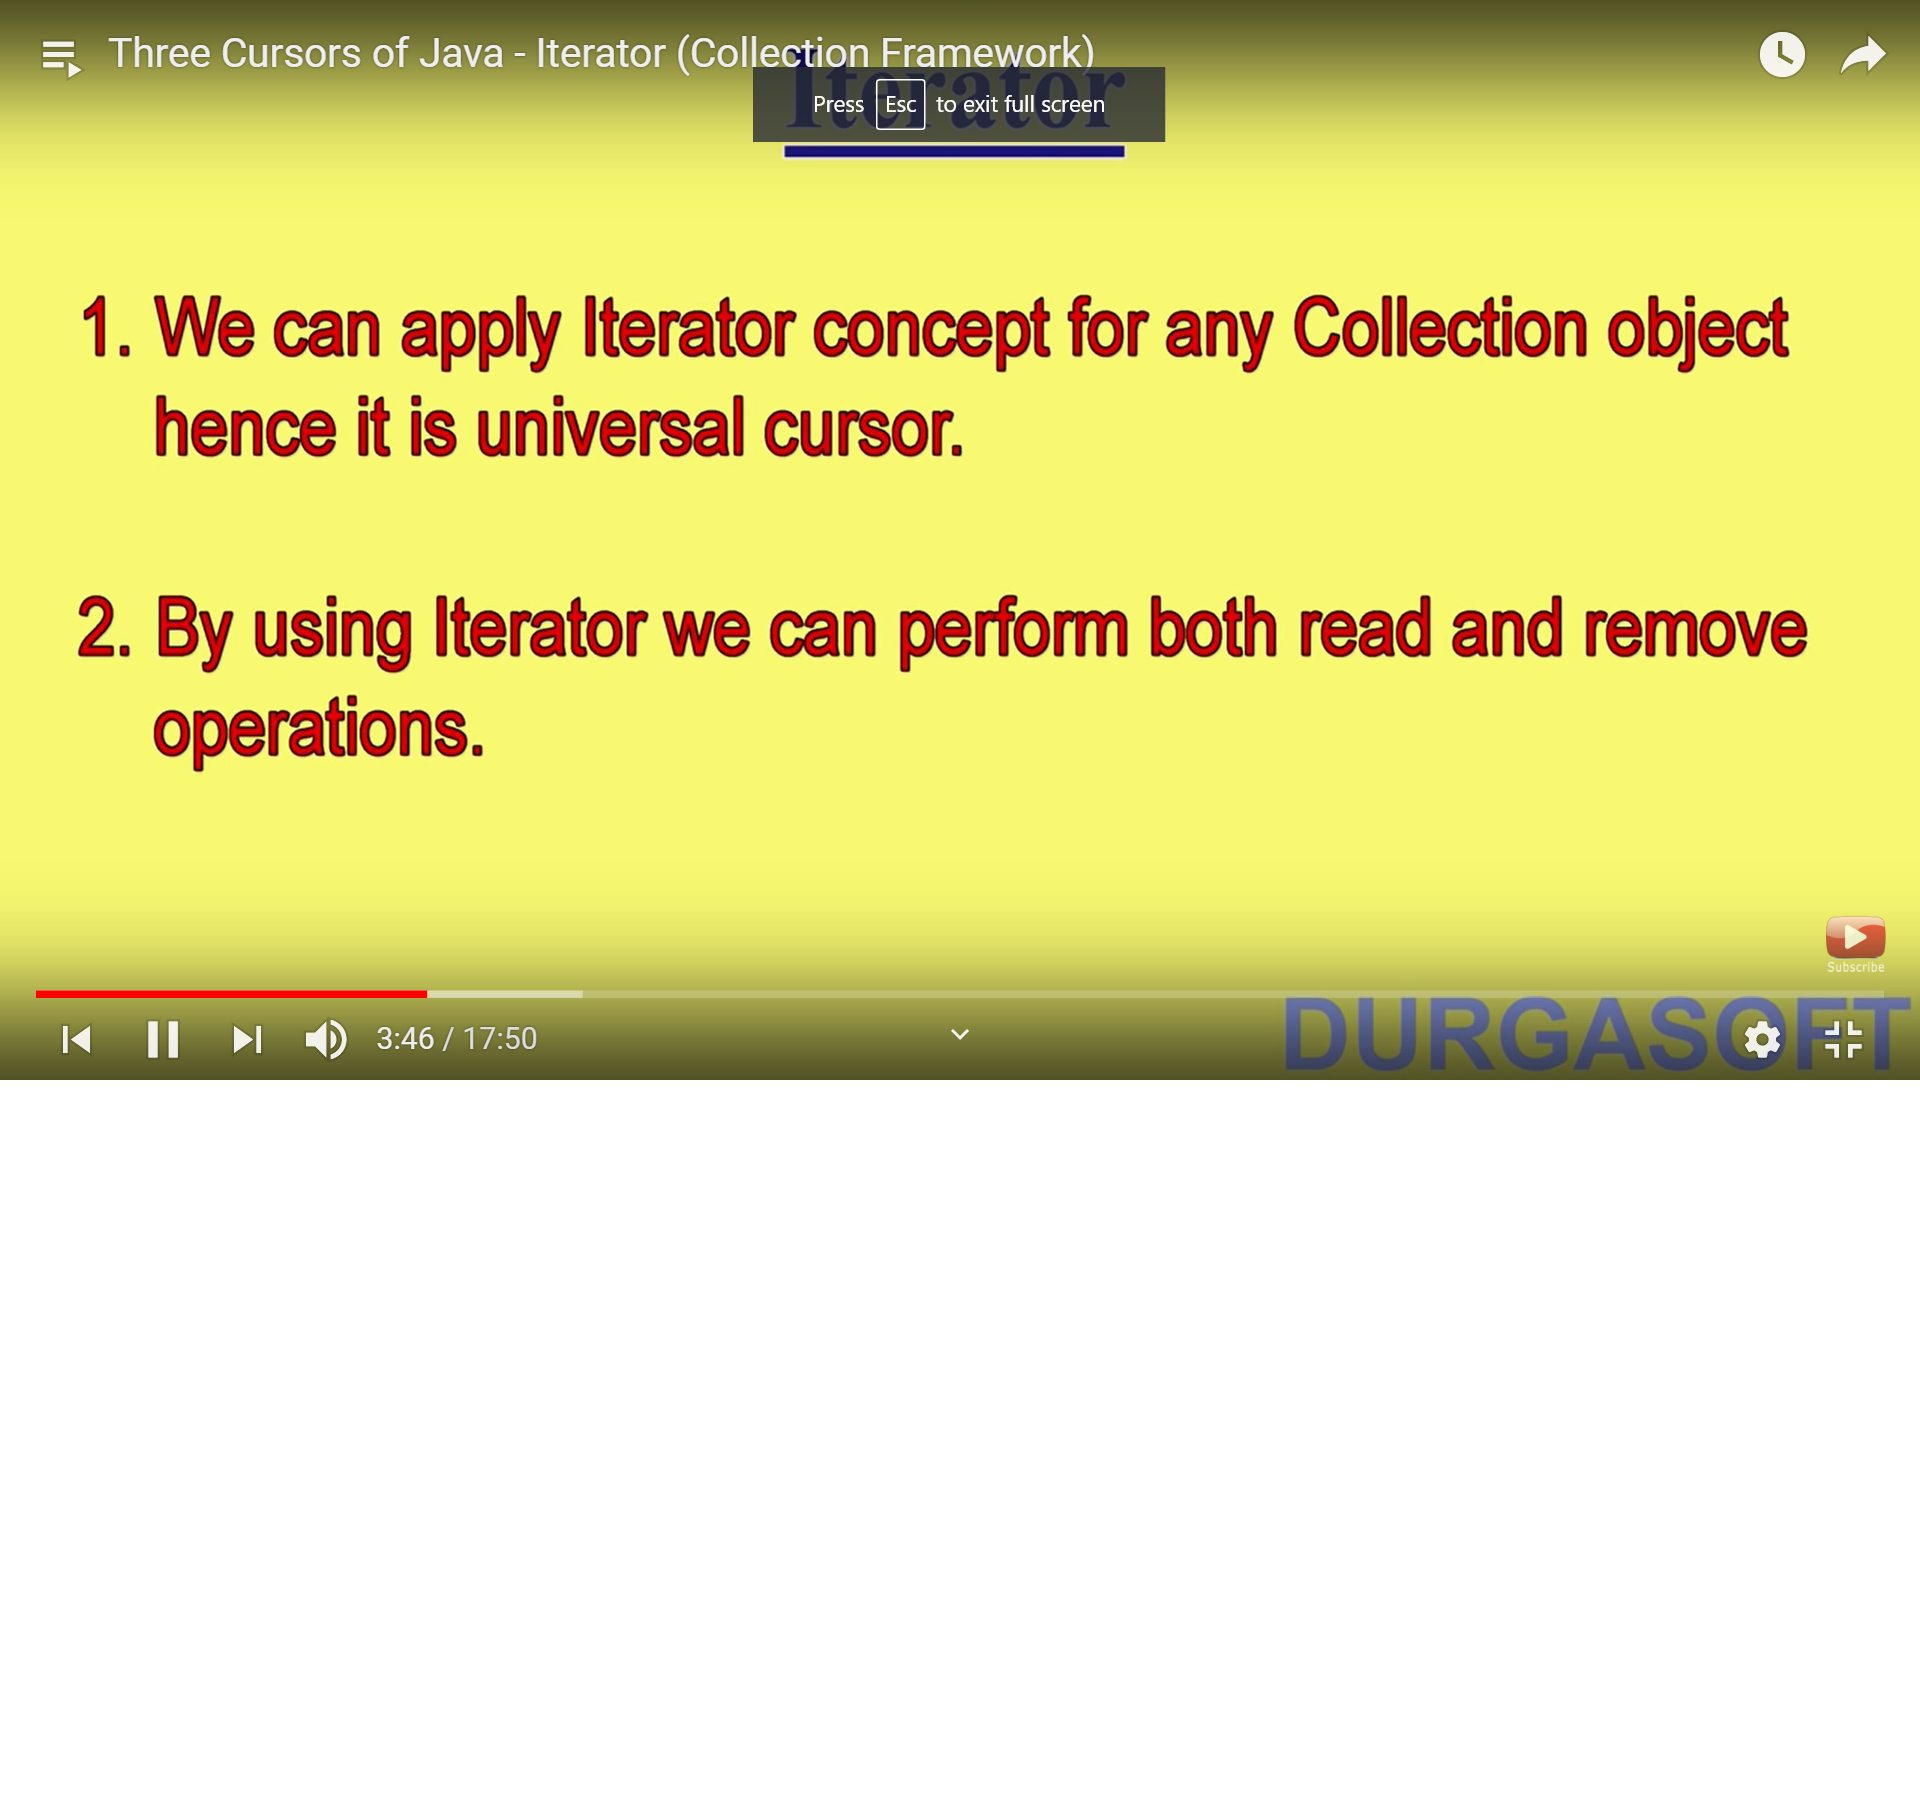 Three Cursors of Java - Iterator (Collection Framework)
Iterator
Press Esc to exit full screen
1. We can apply Iterator concept for any Collection object
hence it is universal cursor.
2. By using Iterator we can perform both read and remove
operations.
Subscribe
3:46 / 17:50
DURGASOFT